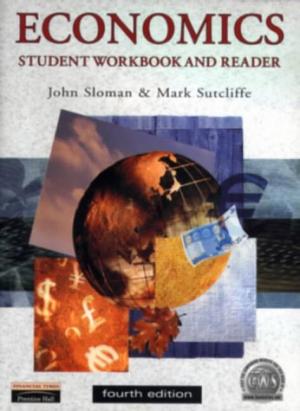 ECONOMICS
STUDENT WORKBOOK AND READER
John Sloman & Mark Sutcliffe
FINANCIAL TIMES
Prentice Hall
fourth edition